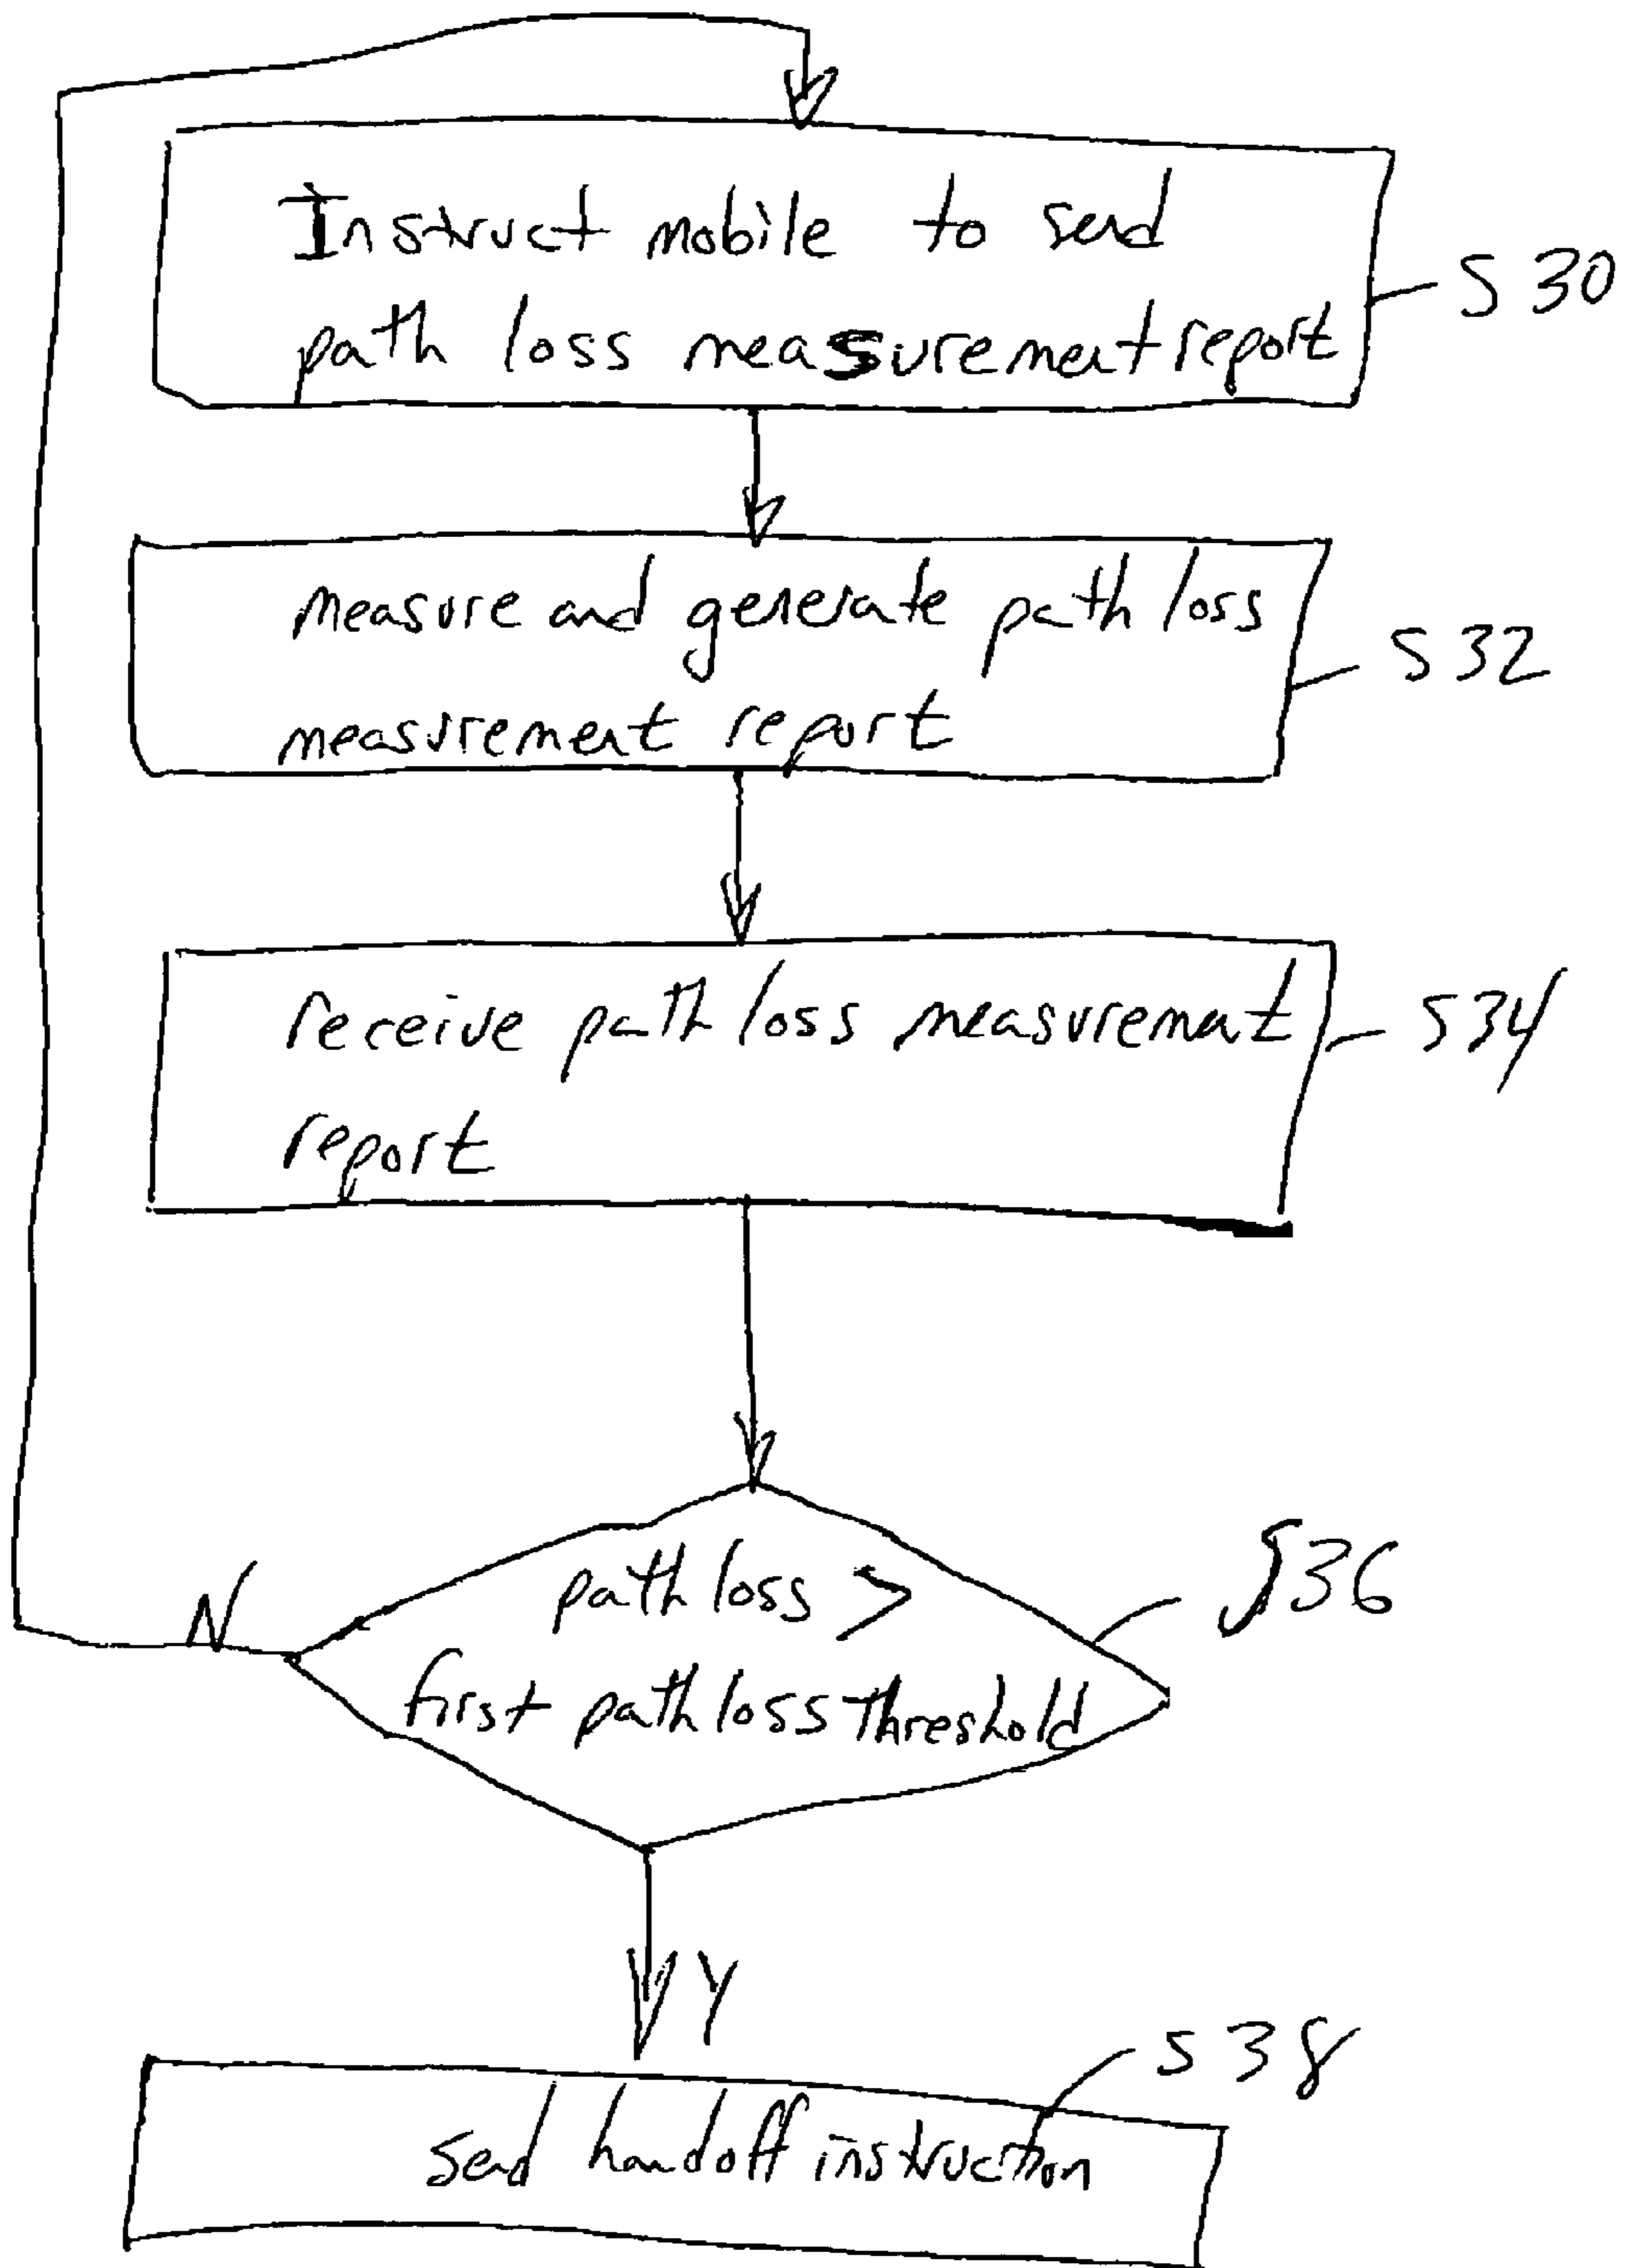 Instruct mobile to send
path loss measurement report
S30
measure and generate path loss
measurement report
S32
receive path loss measurement
report
S34
path loss >
first path loss threshold
S36
N
Y
S38
send handoff instruction